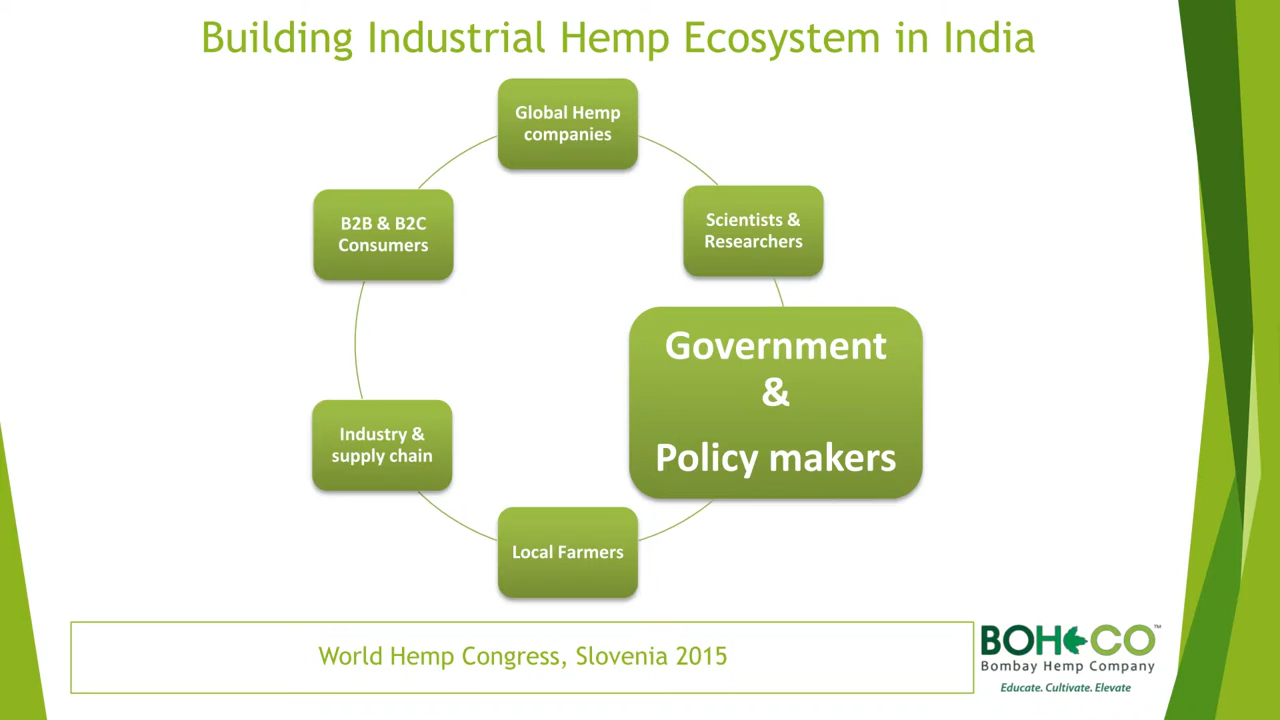 Building Industrial Hemp Ecosystem in India
Global Hemp
companies
B2B & B2C
Consumers
Scientists &
Researchers
Government
&
Policy makers
Industry &
supply chain
Local Farmers
World Hemp Congress, Slovenia 2015
BOHECO™
Bombay Hemp Company
Educate. Cultivate. Elevate